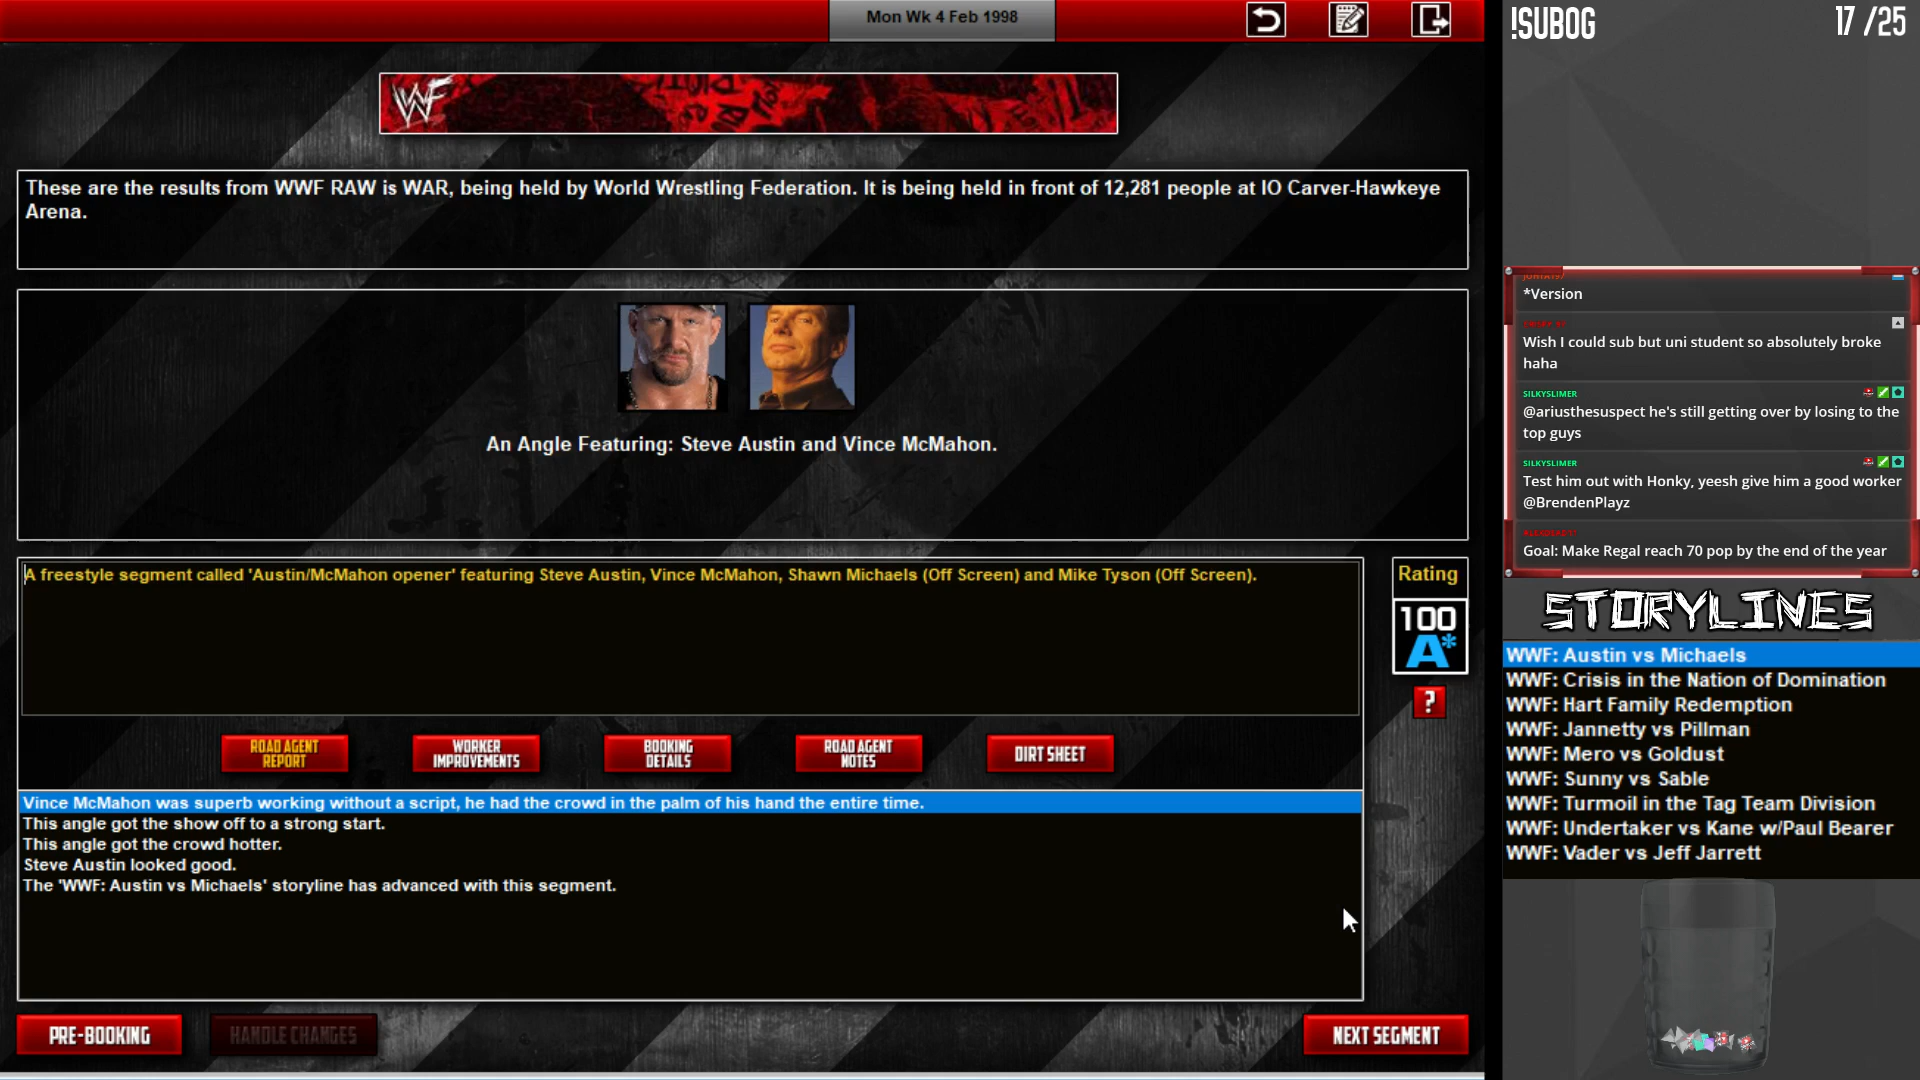 Mon Wk 4 Feb 1998
!SUBOG
17 /25
WF
These are the results from WWF RAW is WAR, being held by World Wrestling Federation. It is being held in front of 12,281 people at IO Carver-Hawkeye
Arena.
An Angle Featuring: Steve Austin and Vince McMahon.
A freestyle segment called 'Austin/McMahon opener' featuring Steve Austin, Vince McMahon, Shawn Michaels (Off Screen) and Mike Tyson (Off Screen).
Rating
100
A*
?
ROAD AGENT
REPORT
WORKER
IMPROVEMENTS
BOOKING
DETAILS
ROAD AGENT
NOTES
DIRT SHEET
Vince McMahon was superb working without a script, he had the crowd in the palm of his hand the entire time.
This angle got the show off to a strong start.
This angle got the crowd hotter.
Steve Austin looked good.
The 'WWF: Austin vs Michaels' storyline has advanced with this segment.
PRE-BOOKING
HANDLE CHANGES
NEXT SEGMENT
*Version
Wish I could sub but uni student so absolutely broke
haha
SILKYSLIMER
@ariusthesuspect he's still getting over by losing to the
top guys
SILKYSLIMER
Test him out with Honky, yeesh give him a good worker
@BrendenPlayz
Goal: Make Regal reach 70 pop by the end of the year
STORYLINES
WWF: Austin vs Michaels
WWF: Crisis in the Nation of Domination
WWF: Hart Family Redemption
WWF: Jannetty vs Pillman
WWF: Mero vs Goldust
WWF: Sunny vs Sable
WWF: Turmoil in the Tag Team Division
WWF: Undertaker vs Kane w/Paul Bearer
WWF: Vader vs Jeff Jarrett